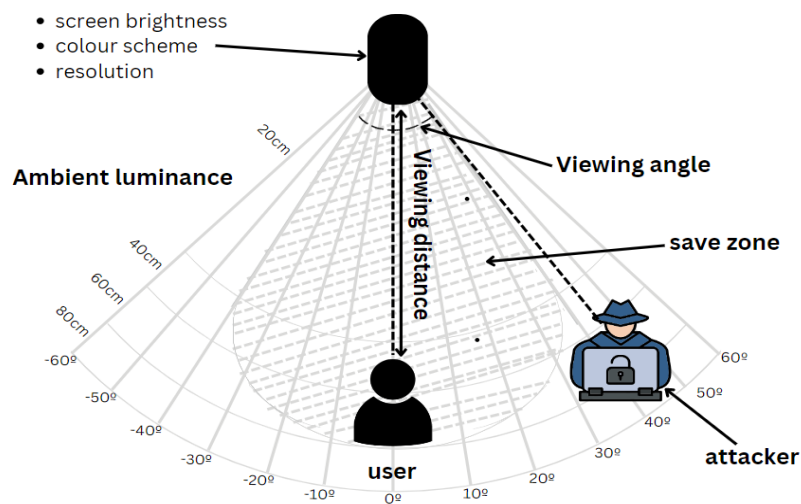 screen brightness
colour scheme
resolution
20cm
Ambient luminance
Viewing angle
Viewing distance
save zone
40cm
60cm
80cm
-60º
60º
-50º
50º
-40º
40º
-30º
30º
-20º
20º
-10º
10º
0º
user
attacker